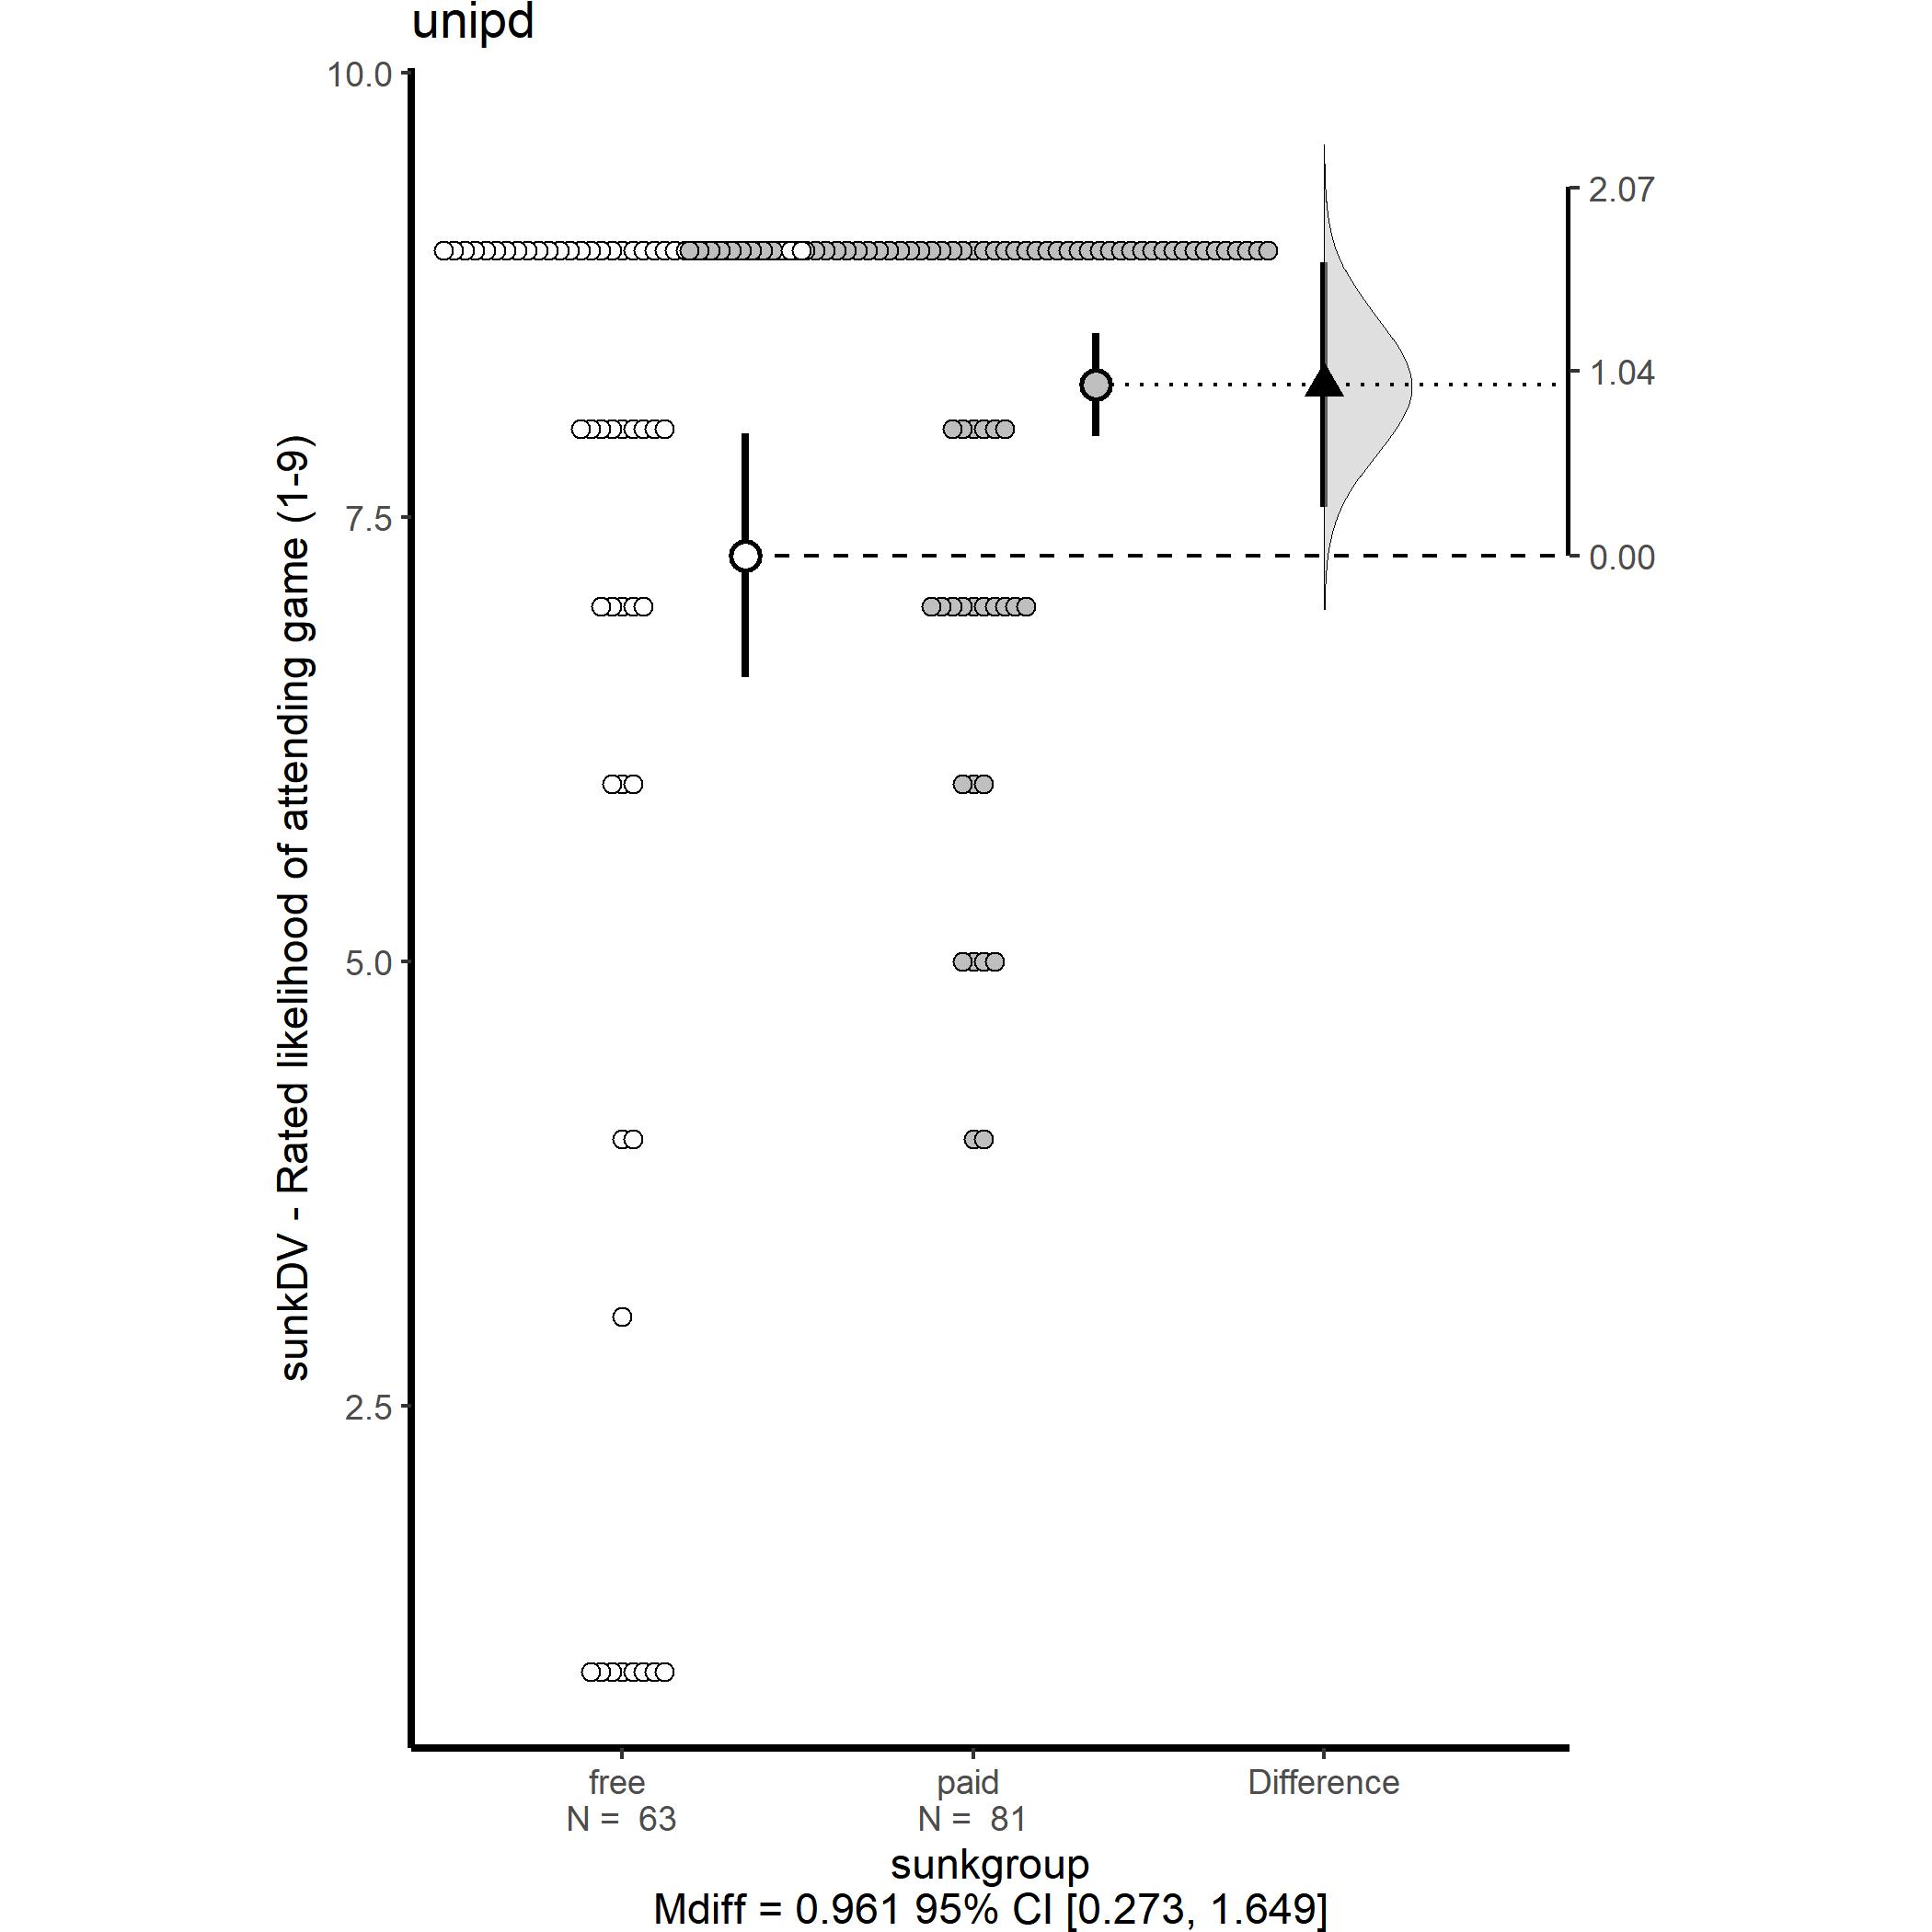 unipd
10.0
7.5
5.0
2.5
sunkDV - Rated likelihood of attending game (1-9)
2.07
1.04
0.00
free
N =  63
paid
N =  81
Difference
sunkgroup
Mdiff = 0.961 95% CI [0.273, 1.649]